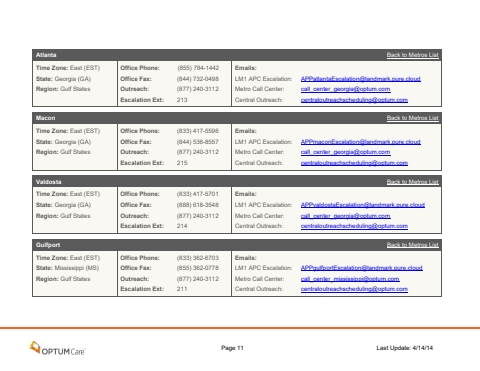 Atlanta Back to Metros List
Time Zone: East (EST) Office Phone: (855) 784-1442 Emails:
State: Georgia (GA) Office Fax: (844) 732-0498 LM1 APC Escalation: APPatlantaEscalation@landmark.pure.cloud
Region: Gulf States Outreach: (877) 240-3112 Metro Call Center: call_center_georgia@optum.com
Escalation Ext: 213 Central Outreach: centraloutreachscheduling@optum.com
Macon Back to Metros List
Time Zone: East (EST) Office Phone: (833) 417-5596 Emails:
State: Georgia (GA) Office Fax: (844) 536-8557 LM1 APC Escalation: APPmaconEscalation@landmark.pure.cloud
Region: Gulf States Outreach: (877) 240-3112 Metro Call Center: call_center_georgia@optum.com
Escalation Ext: 215 Central Outreach: centraloutreachscheduling@optum.com
Valdosta Back to Metros List
Time Zone: East (EST) Office Phone: (833) 417-5701 Emails:
State: Georgia (GA) Office Fax: (888) 618-3548 LM1 APC Escalation: APPvaldostaEscalation@landmark.pure.cloud
Region: Gulf States Outreach: (877) 240-3112 Metro Call Center: call_center_georgia@optum.com
Escalation Ext: 214 Central Outreach: centraloutreachscheduling@optum.com
Gulfport Back to Metros List
Time Zone: East (EST) Office Phone: (833) 362-6703 Emails:
State: Mississippi (MS) Office Fax: (855) 362-0778 LM1 APC Escalation: APPgulfportEscalation@landmark.pure.cloud
Region: Gulf States Outreach: (877) 240-3112 Metro Call Center: call_center_mississippi@optum.com
Escalation Ext: 211 Central Outreach: centraloutreachscheduling@optum.com
OPTUMCare Page 11 Last Update: 4/14/14